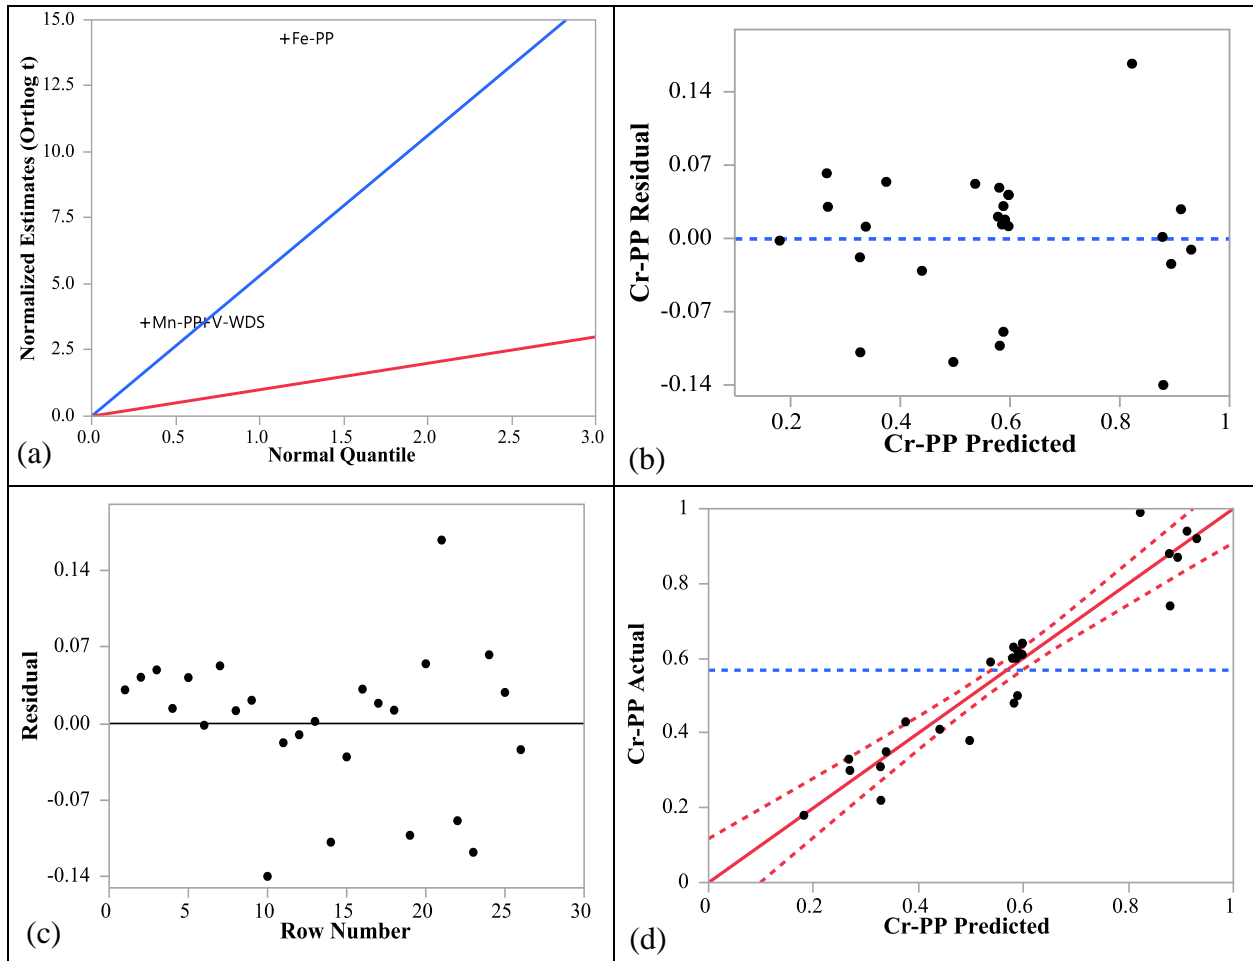 Normalized Estimates (Orthog t)
15.0
12.5
10.0
7.5
5.0
2.5
0.0
+Fe-PP
+Mn-PP+V-WDS
0.0 0.5 1.0 1.5 2.0 2.5 3.0
Normal Quantile
(a)
Cr-PP Residual
0.14
0.07
0.00
-0.07
-0.14
0.2 0.4 0.6 0.8 1
Cr-PP Predicted
(b)
Residual
0.14
0.07
0.00
-0.07
-0.14
0 5 10 15 20 25 30
Row Number
(c)
Cr-PP Actual
1
0.8
0.6
0.4
0.2
0
0 0.2 0.4 0.6 0.8 1
Cr-PP Predicted
(d)